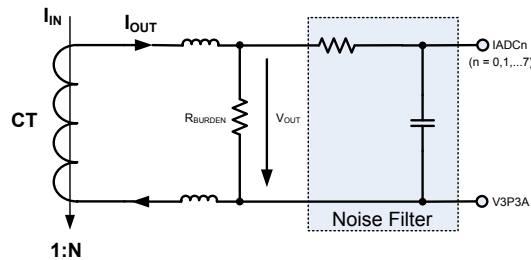 IIN
IOUT
IADCn
(n = 0,1,...7)
CT
RBURDEN
VOUT
V3P3A
Noise Filter
1:N